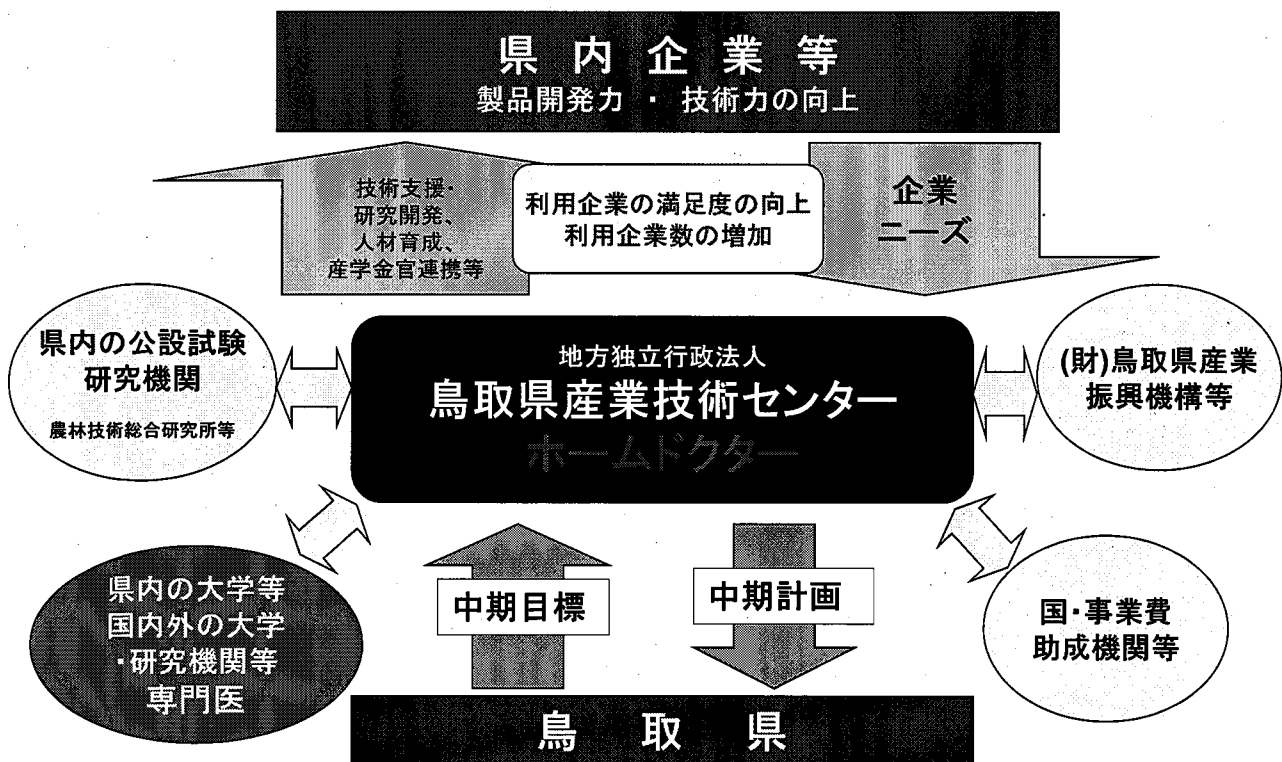 県内企業等
製品開発力 ・ 技術力の向上
技術支援・
研究開発、
人材育成、
産学金官連携等
利用企業の満足度の向上
利用企業数の増加
企業
ニーズ
県内の公設試験
研究機関
農林技術総合研究所等
地方独立行政法人
鳥取県産業技術センター
ホームドクター
(財)鳥取県産業
振興機構等
県内の大学等
国内外の大学
・研究機関等
専門医
中期目標
中期計画
国・事業費
助成機関等
鳥取県